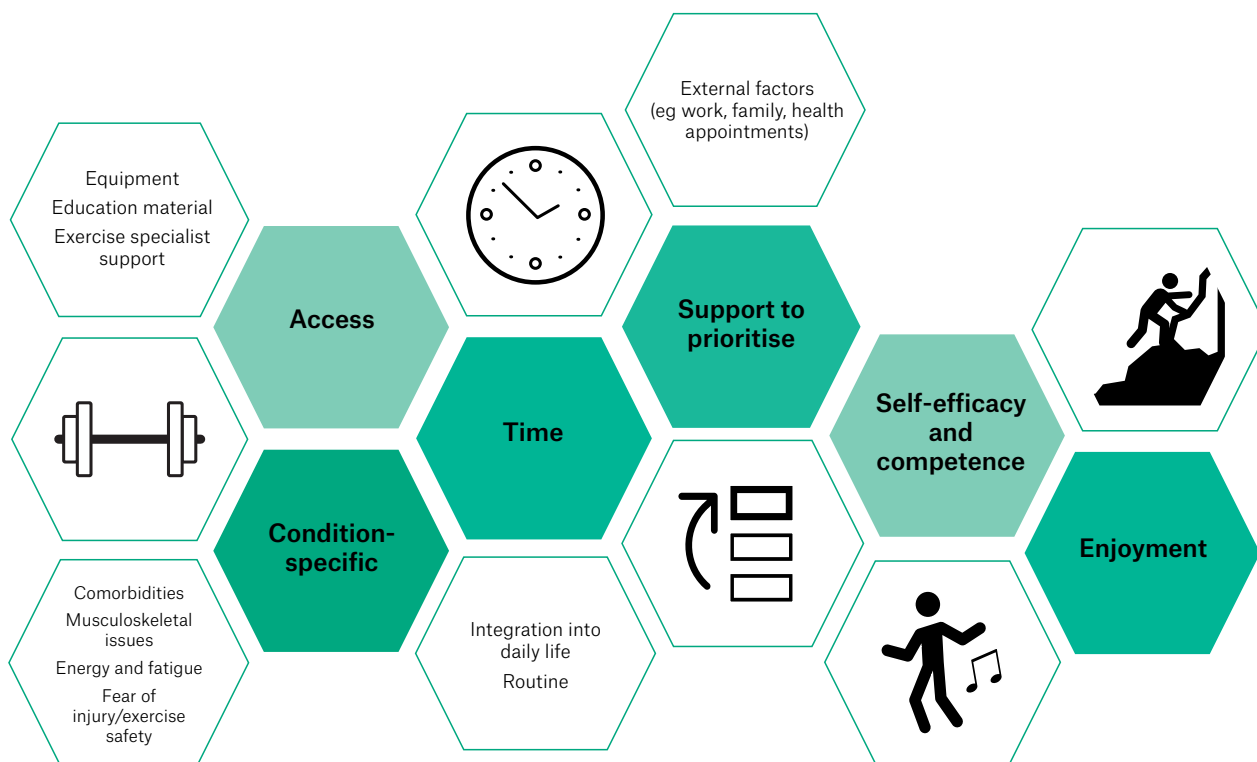 External factors
(eg work, family, health
appointments)
Equipment
Education material
Exercise specialist
support
Access
Support to
prioritise
Time
Self-efficacy
and
competence
Condition-
specific
Enjoyment
Comorbidities
Musculoskeletal
issues
Energy and fatigue
Fear of
injury/exercise
safety
Integration into
daily life
Routine